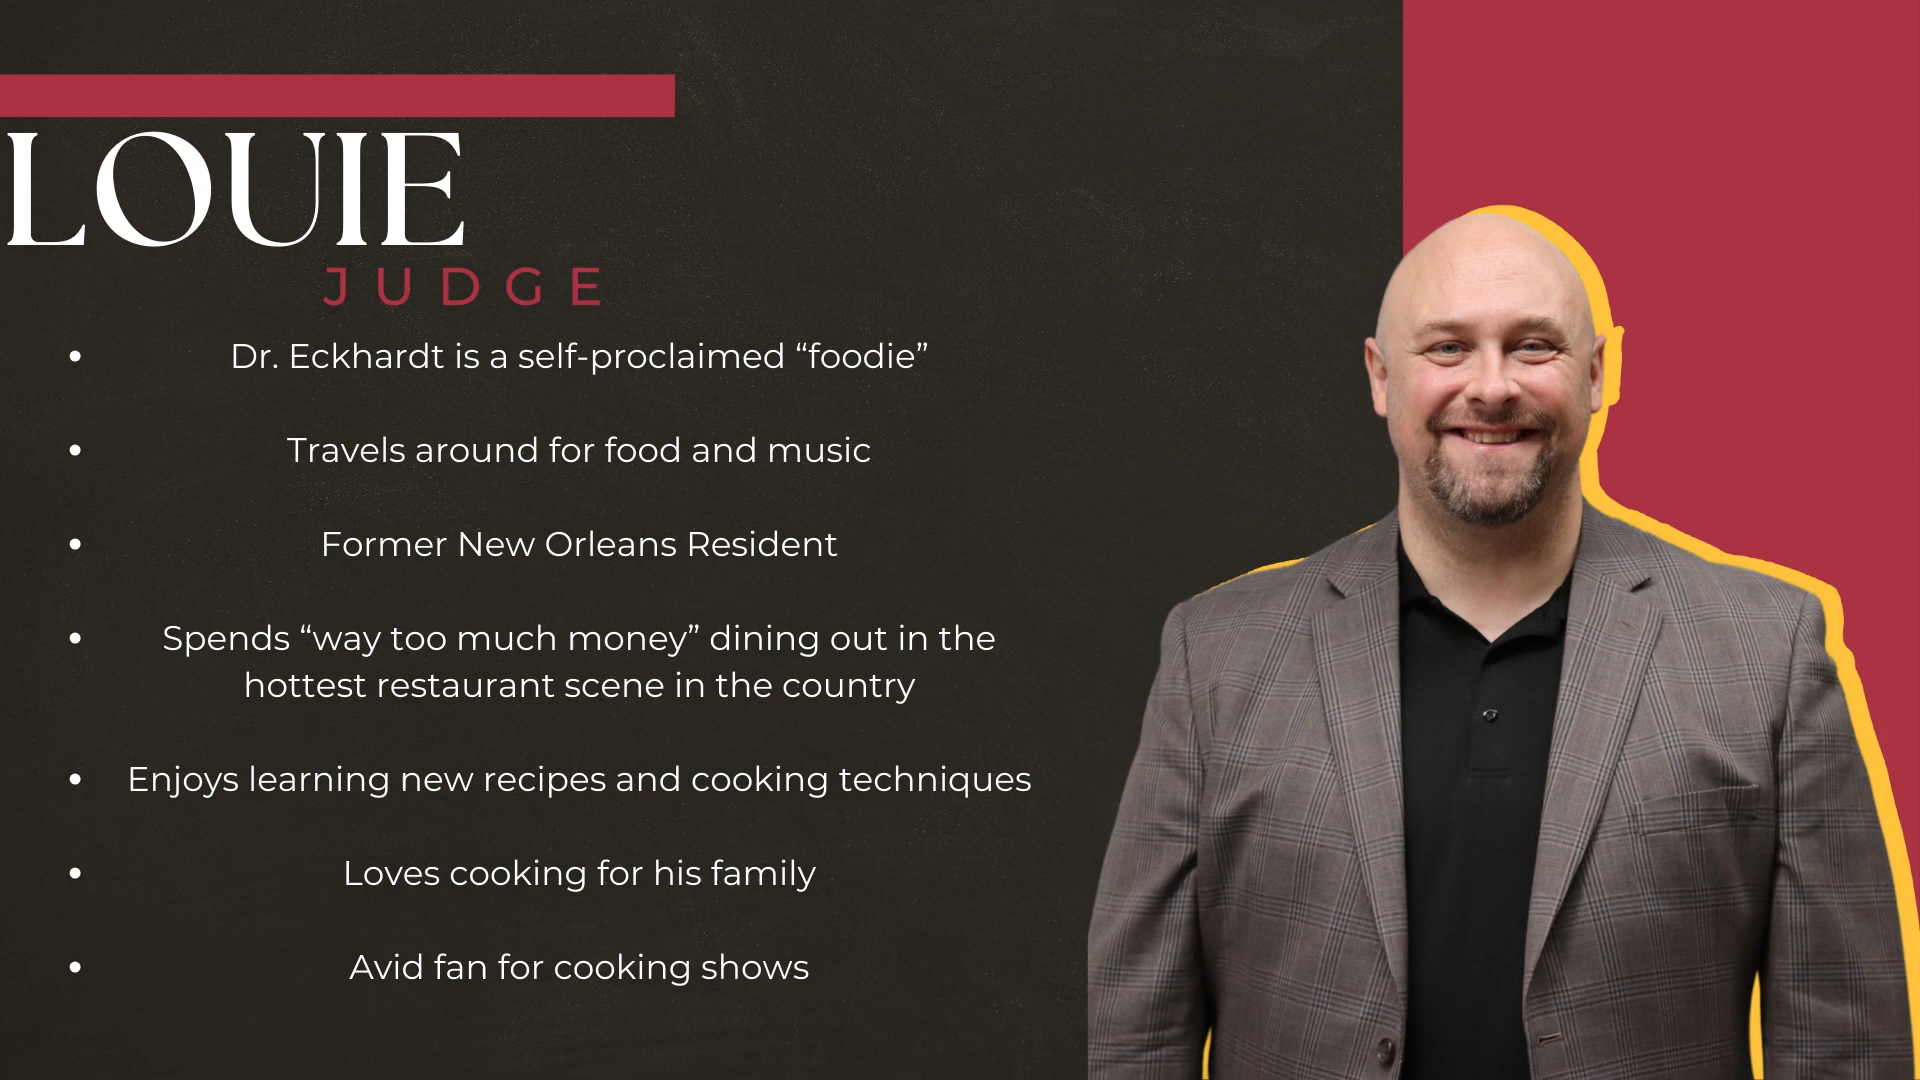 LOUIE
JUDGE
• Dr. Eckhardt is a self-proclaimed “foodie”
• Travels around for food and music
• Former New Orleans Resident
• Spends “way too much money” dining out in the
hottest restaurant scene in the country
• Enjoys learning new recipes and cooking techniques
• Loves cooking for his family
• Avid fan for cooking shows